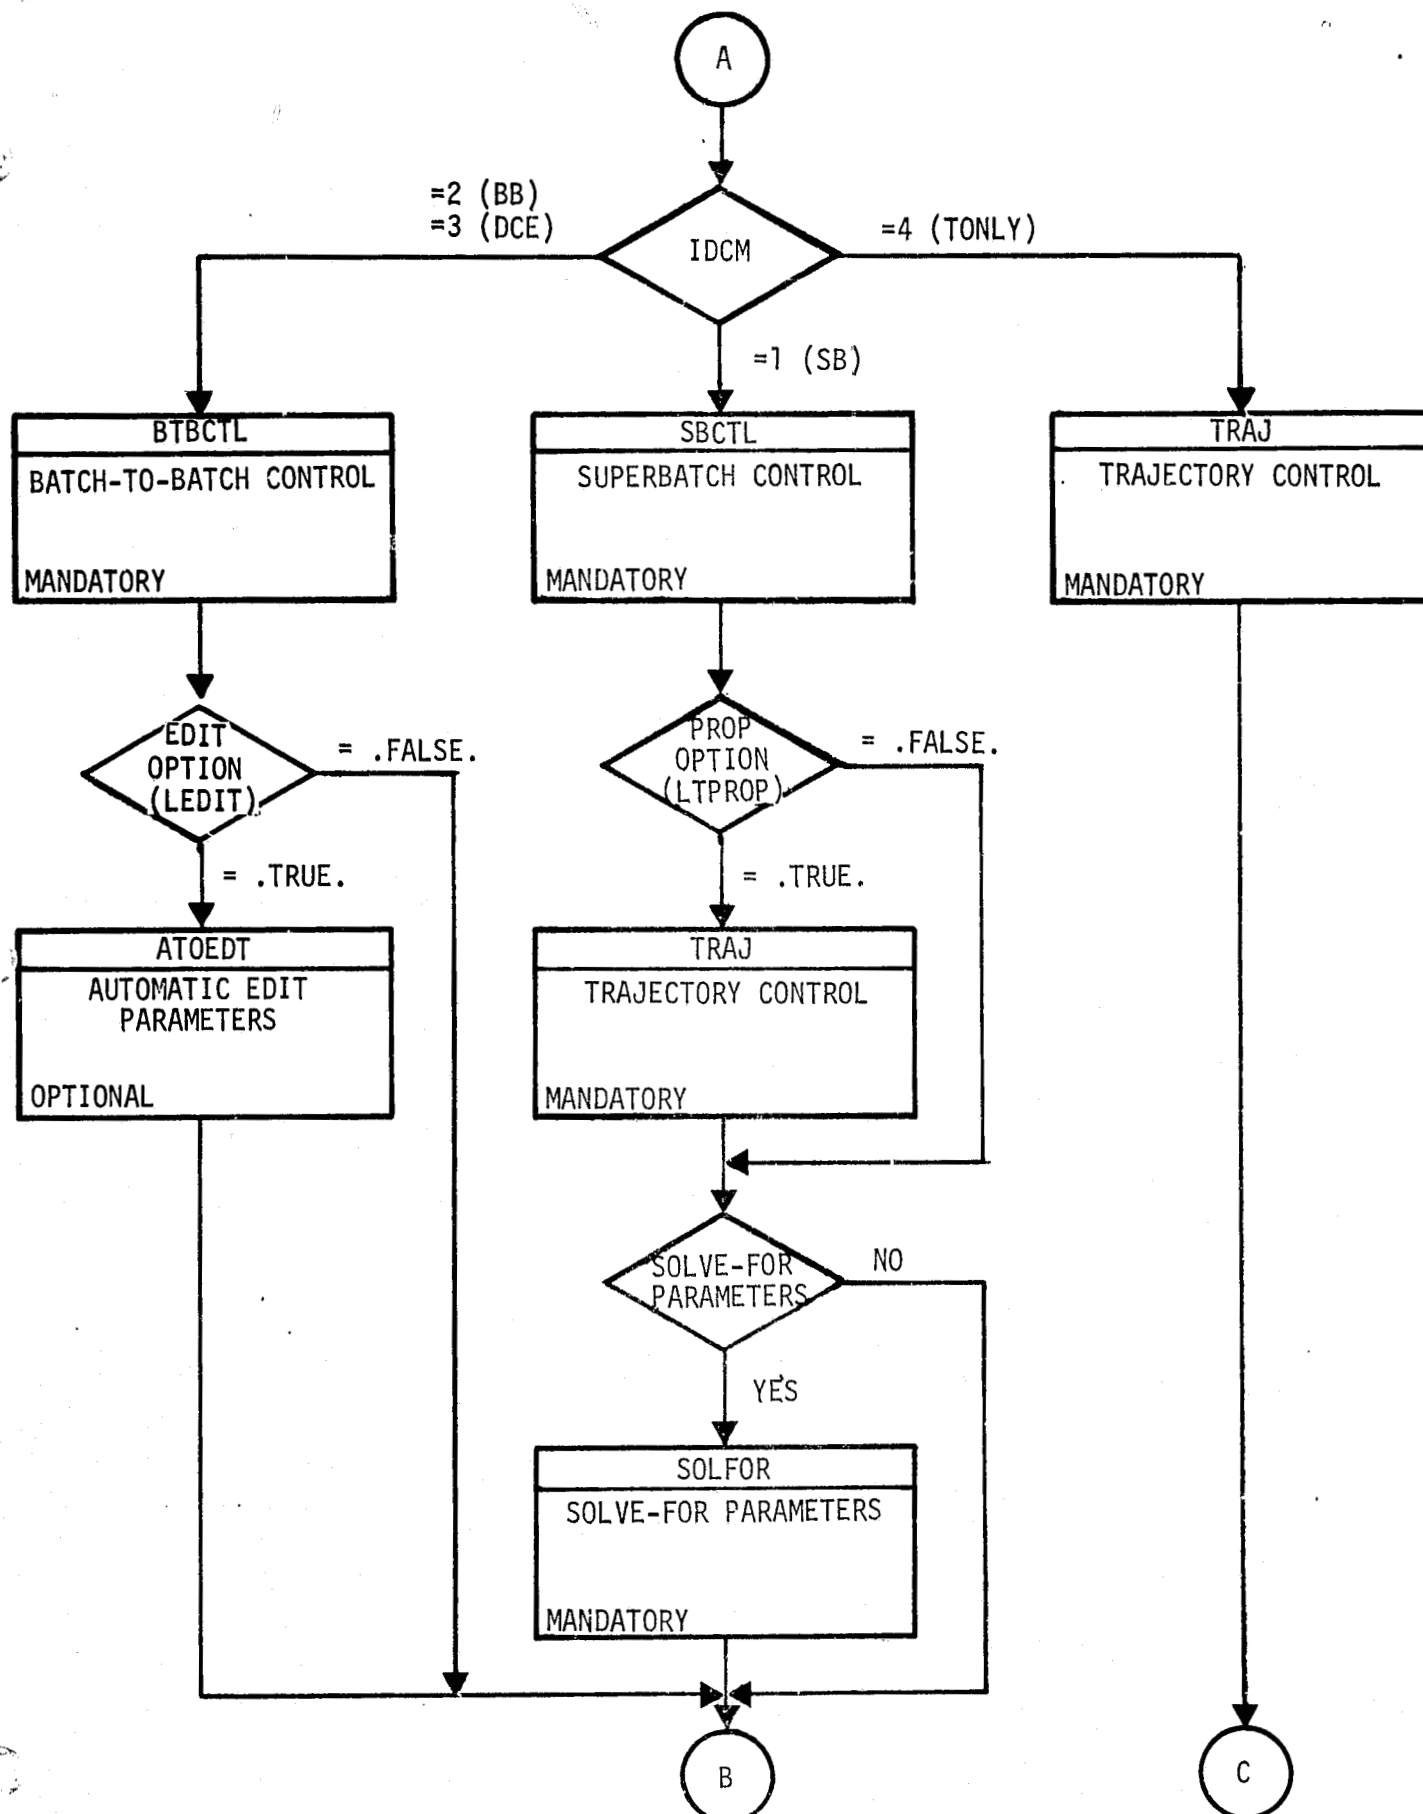 A
=2 (BB)
=3 (DCE)
IDCM
=4 (TONLY)
=1 (SB)
BTBCTL
BATCH-TO-BATCH CONTROL
MANDATORY
SBCTL
SUPERBATCH CONTROL
MANDATORY
TRAJ
TRAJECTORY CONTROL
MANDATORY
EDIT
OPTION
(LEDIT)
= .FALSE.
= .TRUE.
PROP
OPTION
(LTPROP)
= .FALSE.
= .TRUE.
ATOEDT
AUTOMATIC EDIT
PARAMETERS
OPTIONAL
TRAJ
TRAJECTORY CONTROL
MANDATORY
SOLVE-FOR
PARAMETERS
NO
YES
SOLFOR
SOLVE-FOR PARAMETERS
MANDATORY
B
C